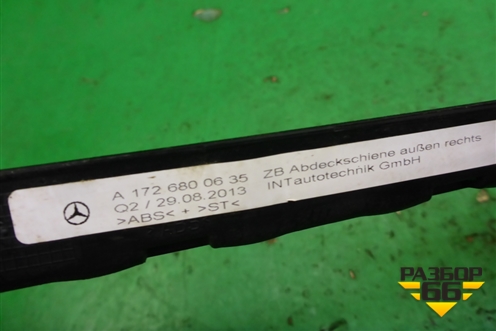 A 172 680 06 35
Q2 / 29.08.2013
>ABS< + >ST<
ZB Abdeckschiene außen rechts
INTautotechnik GmbH
РАЗБОР
66